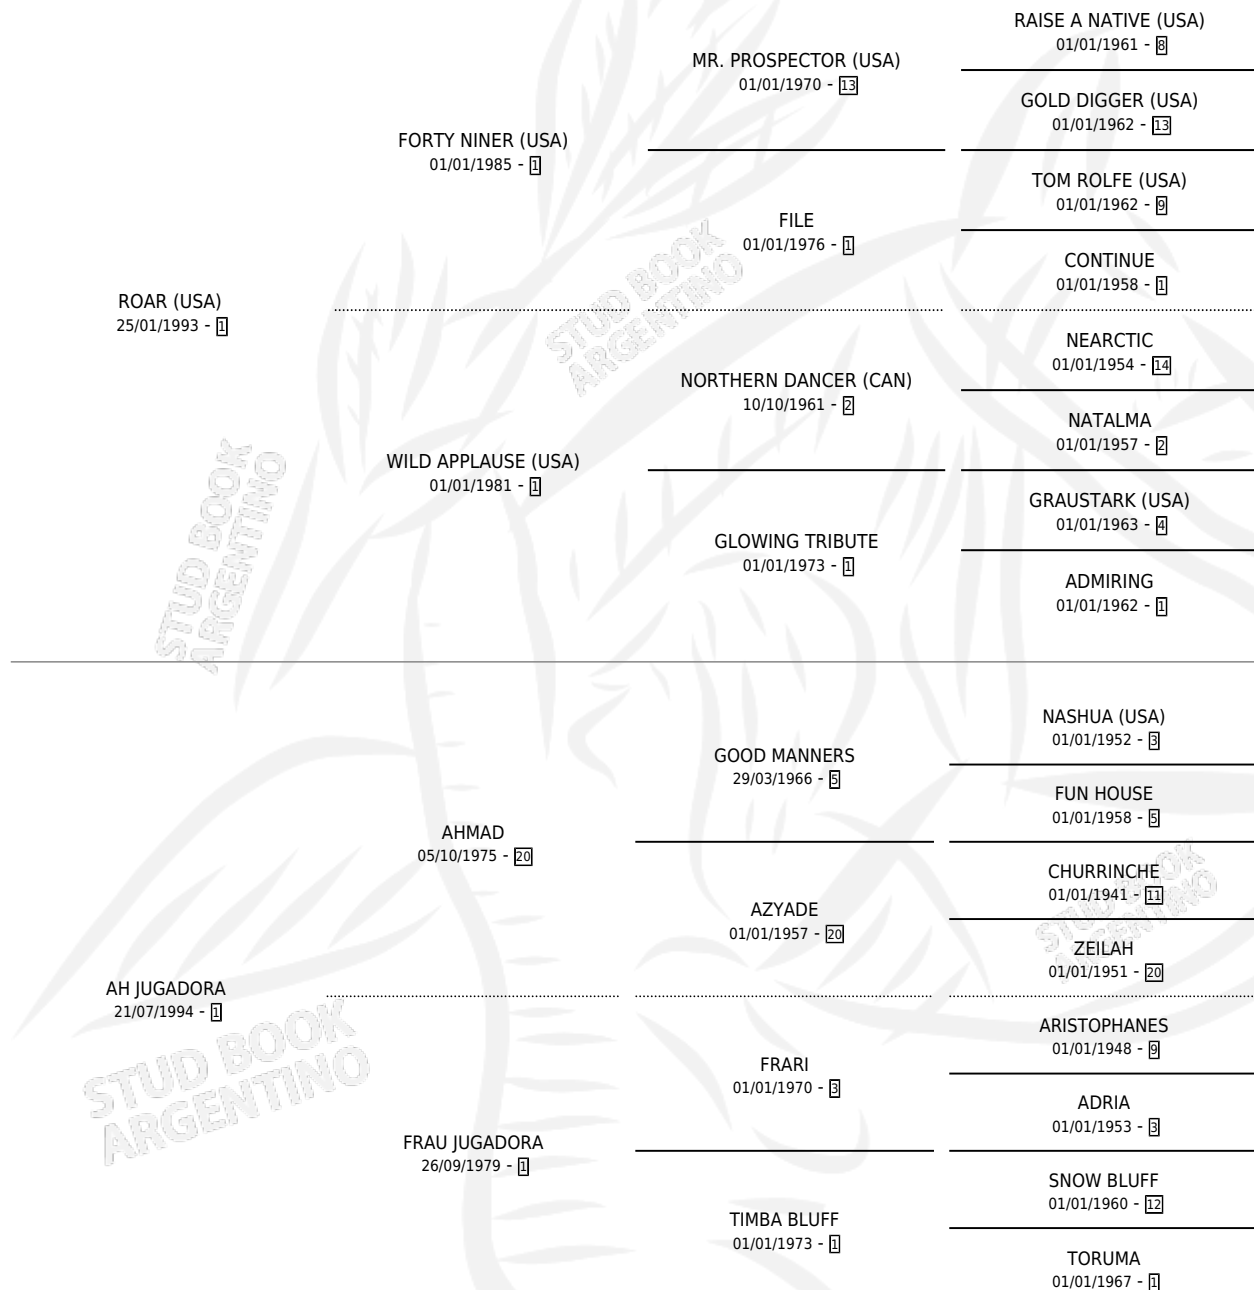 RAISE A NATIVE (USA)
01/01/1961 - 8
MR. PROSPECTOR (USA)
01/01/1970 - 13
GOLD DIGGER (USA)
01/01/1962 - 13
FORTY NINER (USA)
01/01/1985 - 1
TOM ROLFE (USA)
01/01/1962 - 9
FILE
01/01/1976 - 1
CONTINUE
01/01/1958 - 1
ROAR (USA)
25/01/1993 - 1
NEARCTIC
01/01/1954 - 14
NORTHERN DANCER (CAN)
10/10/1961 - 2
NATALMA
01/01/1957 - 2
WILD APPLAUSE (USA)
01/01/1981 - 1
GRAUSTARK (USA)
01/01/1963 - 4
GLOWING TRIBUTE
01/01/1973 - 1
ADMIRING
01/01/1962 - 1
NASHUA (USA)
01/01/1952 - 3
GOOD MANNERS
29/03/1966 - 5
FUN HOUSE
01/01/1958 - 5
AHMAD
05/10/1975 - 20
CHURRINCHE
01/01/1941 - 11
AZYADE
01/01/1957 - 20
ZEILAH
01/01/1951 - 20
AH JUGADORA
21/07/1994 - 1
ARISTOPHANES
01/01/1948 - 9
FRARI
01/01/1970 - 3
ADRIA
01/01/1953 - 3
FRAU JUGADORA
26/09/1979 - 1
SNOW BLUFF
01/01/1960 - 12
TIMBA BLUFF
01/01/1973 - 1
TORUMA
01/01/1967 - 1
STUD BOOK
ARGENTINO
STUD BOOK
ARGENTINO
STUD BOOK
ARGENTINO
STUD BOOK
ARGENTINO